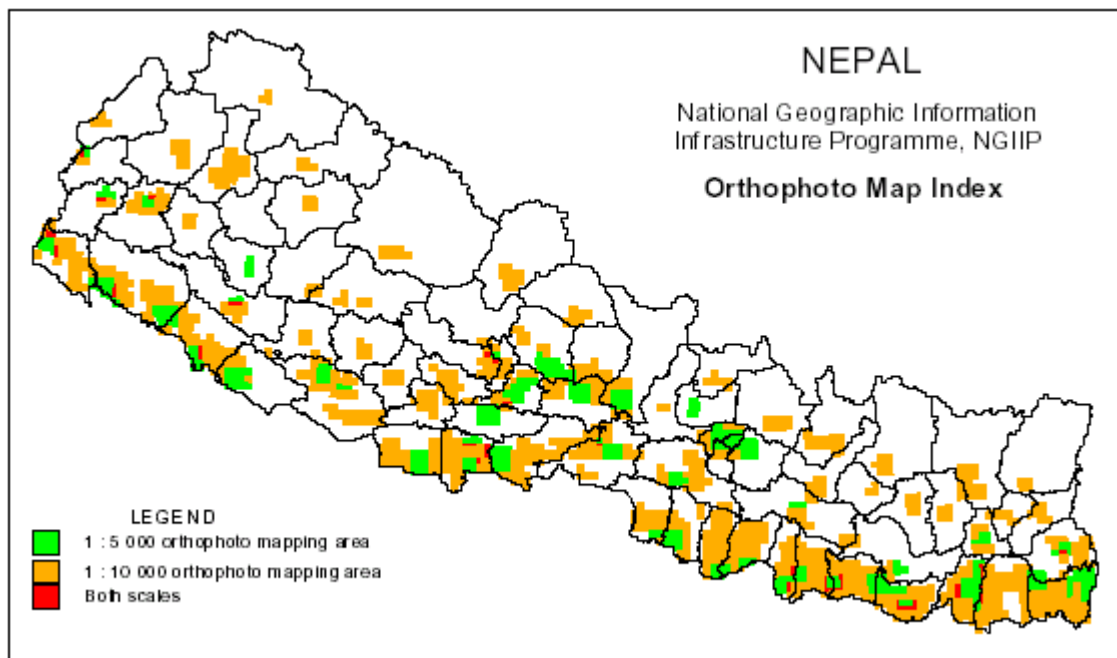 NEPAL
National Geographic Information
Infrastructure Programme, NGIIP
Orthophoto Map Index
LEGEND
1 : 5 000 orthophoto mapping area
1 : 10 000 orthophoto mapping area
Both scales